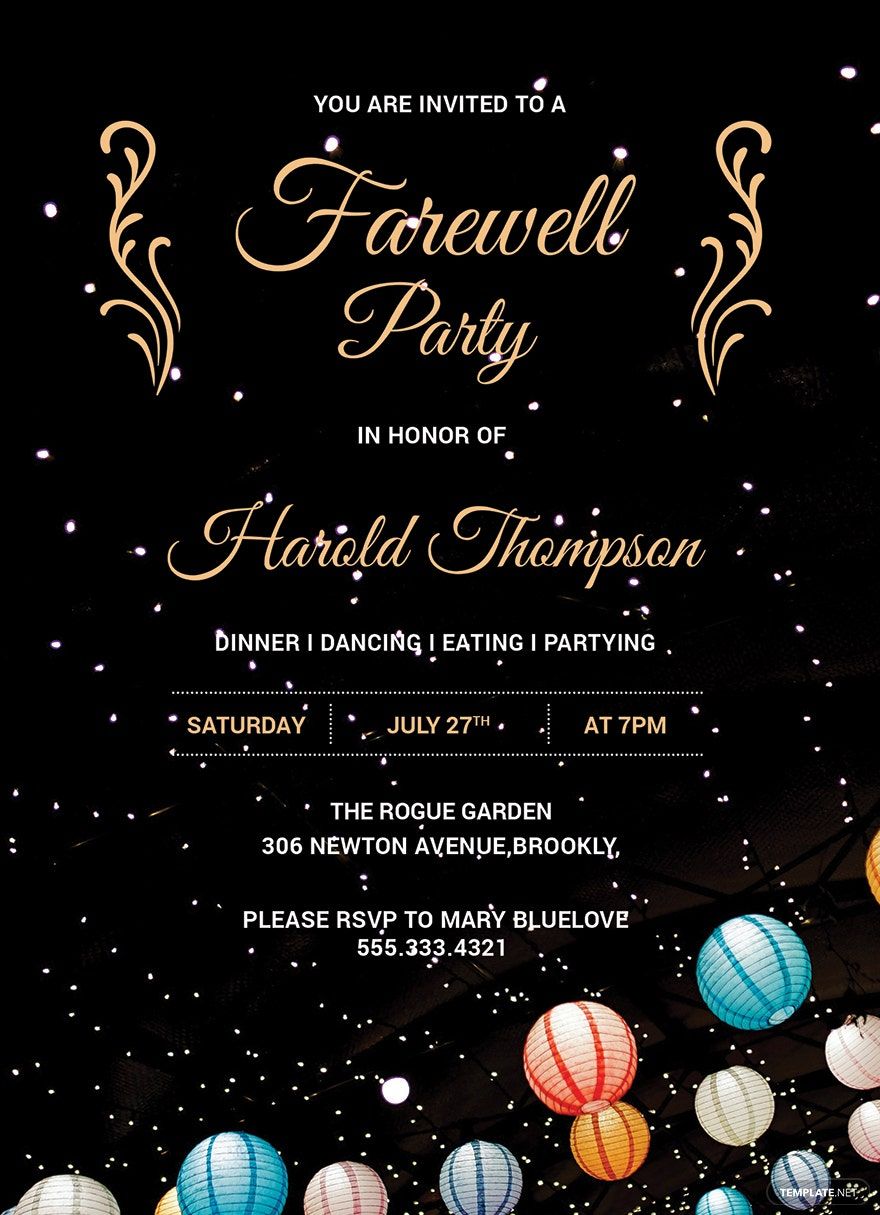 YOU ARE INVITED TO A
Farewell
Party
IN HONOR OF
Harold Thompson
DINNER I DANCING I EATING I PARTYING
SATURDAY JULY 27TH AT 7PM
THE ROGUE GARDEN
306 NEWTON AVENUE,BROOKLY,
PLEASE RSVP TO MARY BLUELOVE
555.333.4321
TEMPLATE.NET